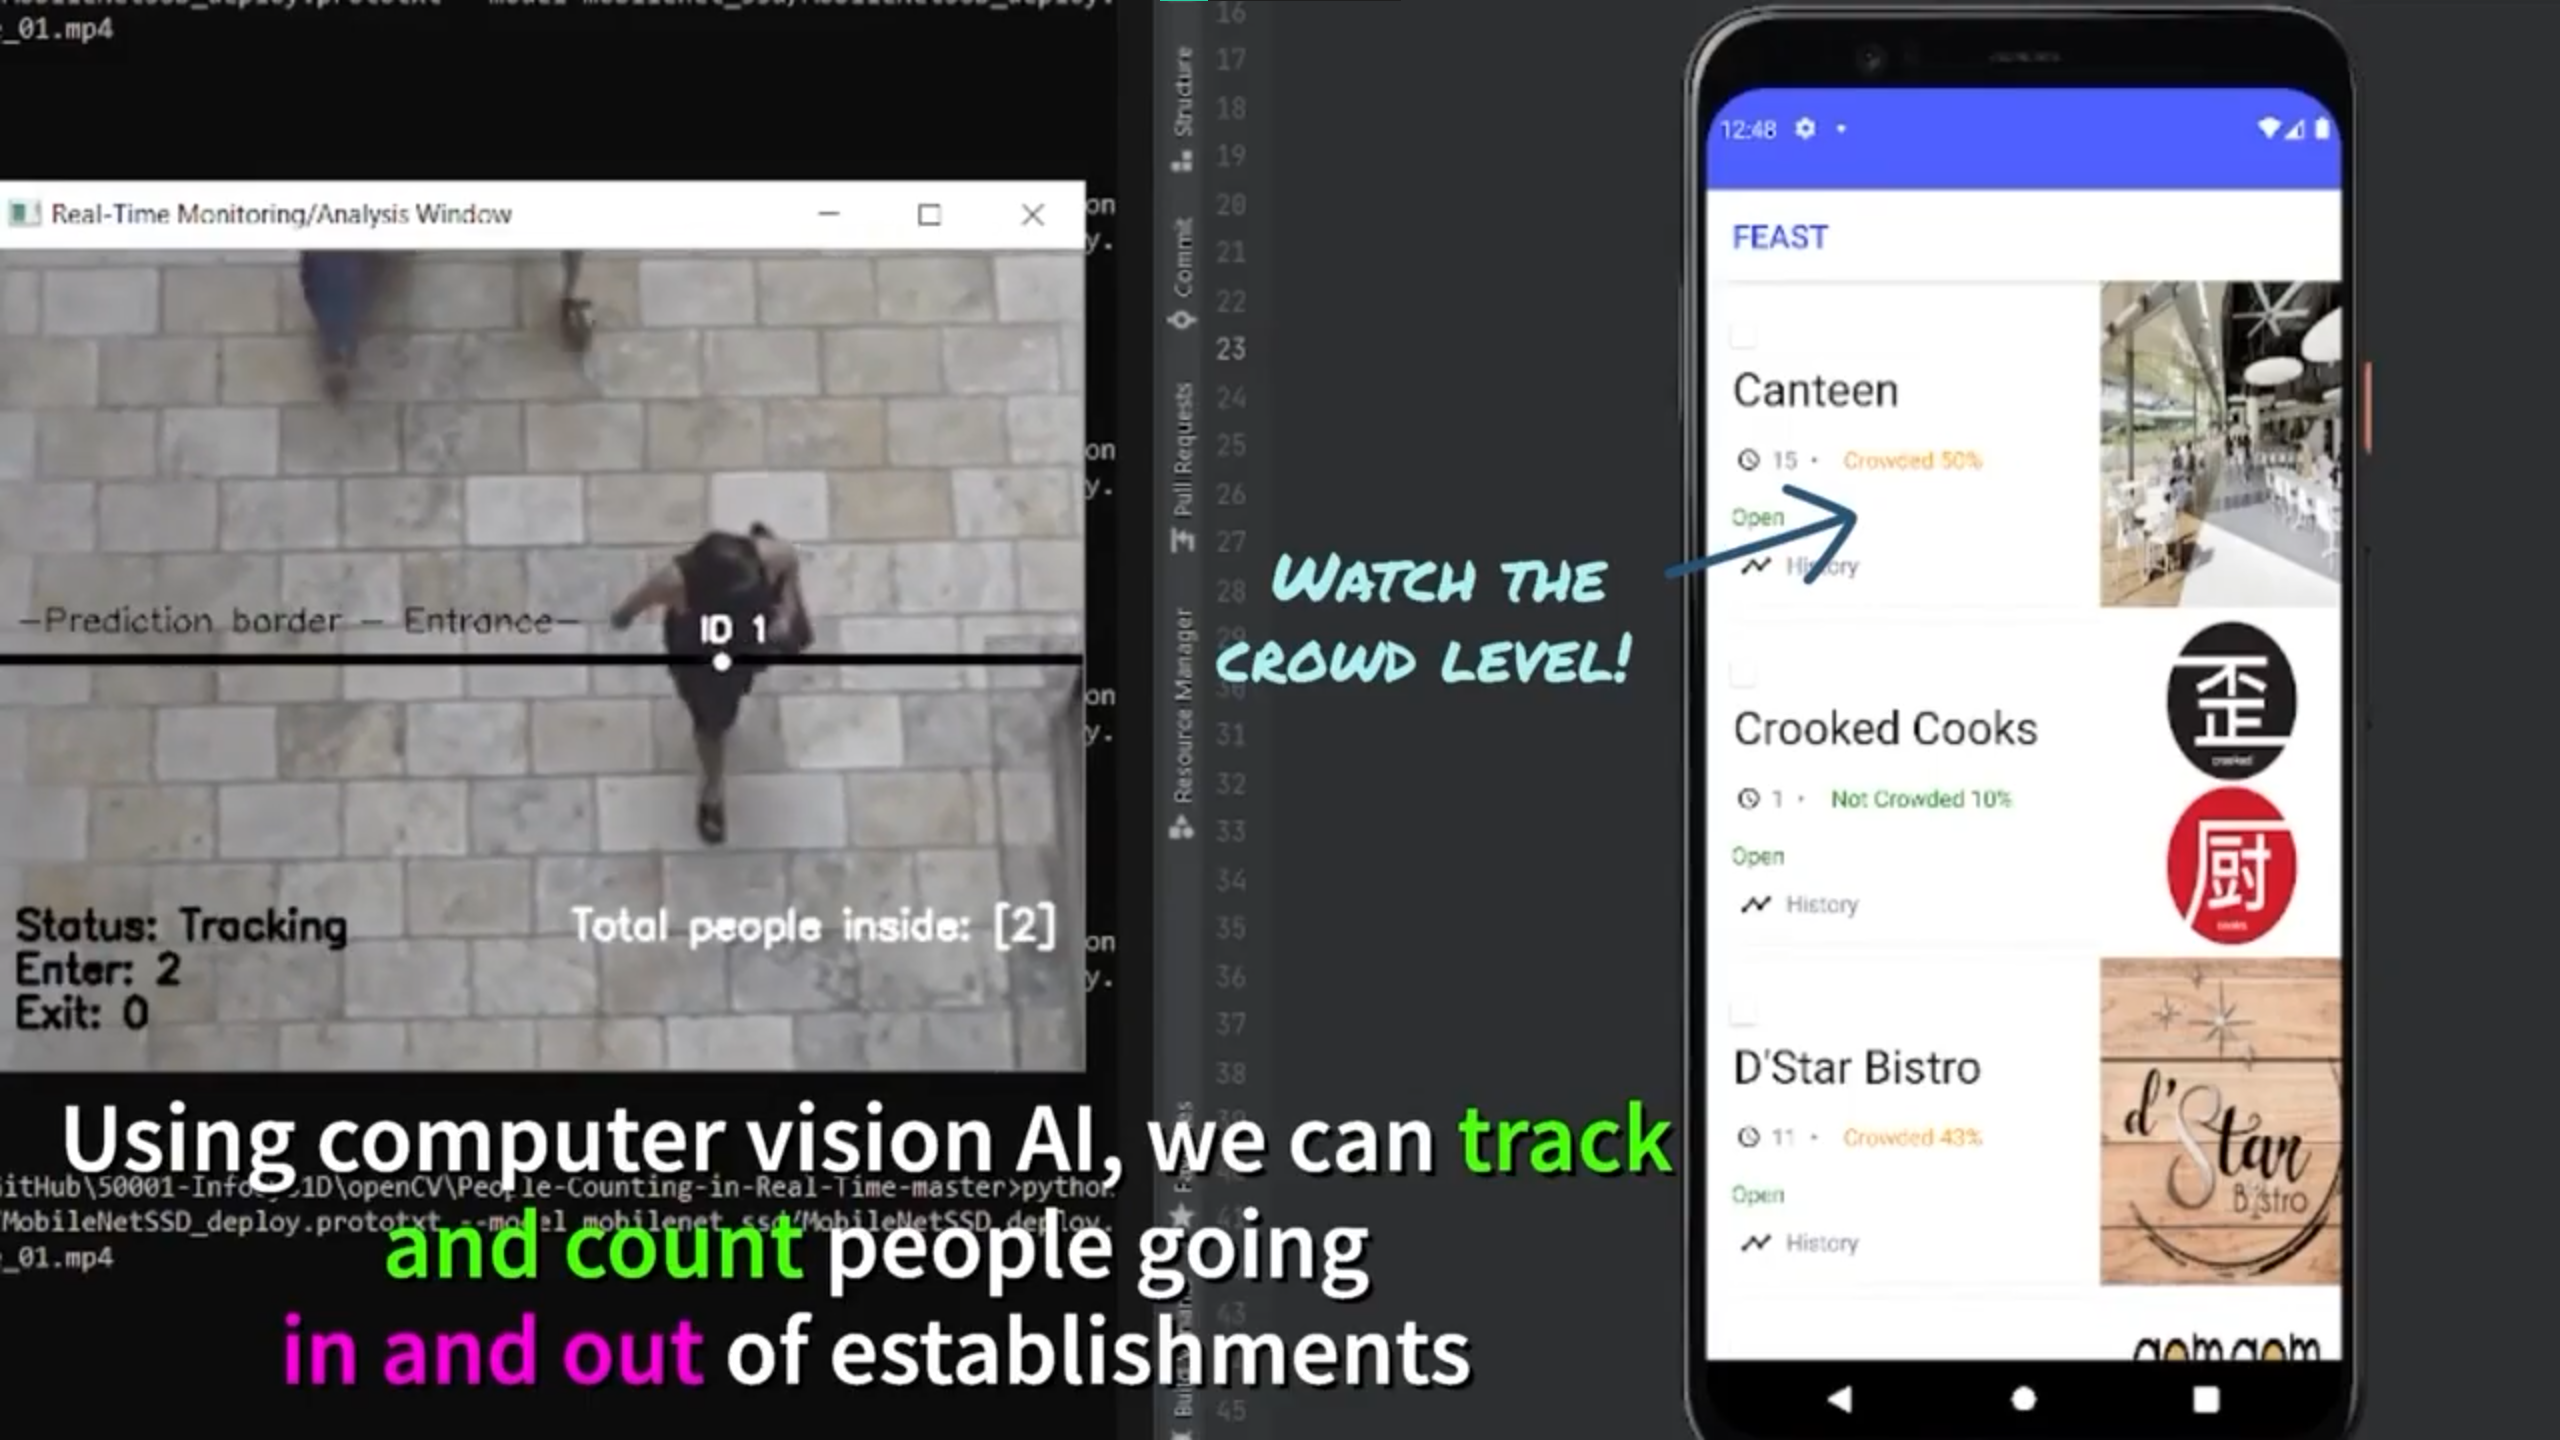 _01.mp4
Real-Time Monitoring/Analysis Window
on
y.
on
y.
on
y.
on
y.
-Prediction border - Entrance-
ID 1
Status: Tracking
Enter: 2
Exit: 0
Total people inside: [2]
Using computer vision AI, we can track
and count people going
in and out of establishments
\openCV\People-Counting-in-Real-Time-master>python
/MobileNetSSD_deploy.prototxt --model mobilenet_ssd/MobileNetSSD_deploy.
_01.mp4
Structure
Commit
Pull Requests
Resource Manager
16
17
18
19
20
21
22
23
24
25
26
27
28
29
30
31
32
33
34
35
36
37
38
39
43
45
WATCH THE
CROWD LEVEL!
12:48
FEAST
Canteen
15 · Crowded 50%
Open
History
Crooked Cooks
1 · Not Crowded 10%
Open
History
歪
crooked
厨
cooks
D'Star Bistro
11 · Crowded 43%
Open
History
d'Star
Bistro